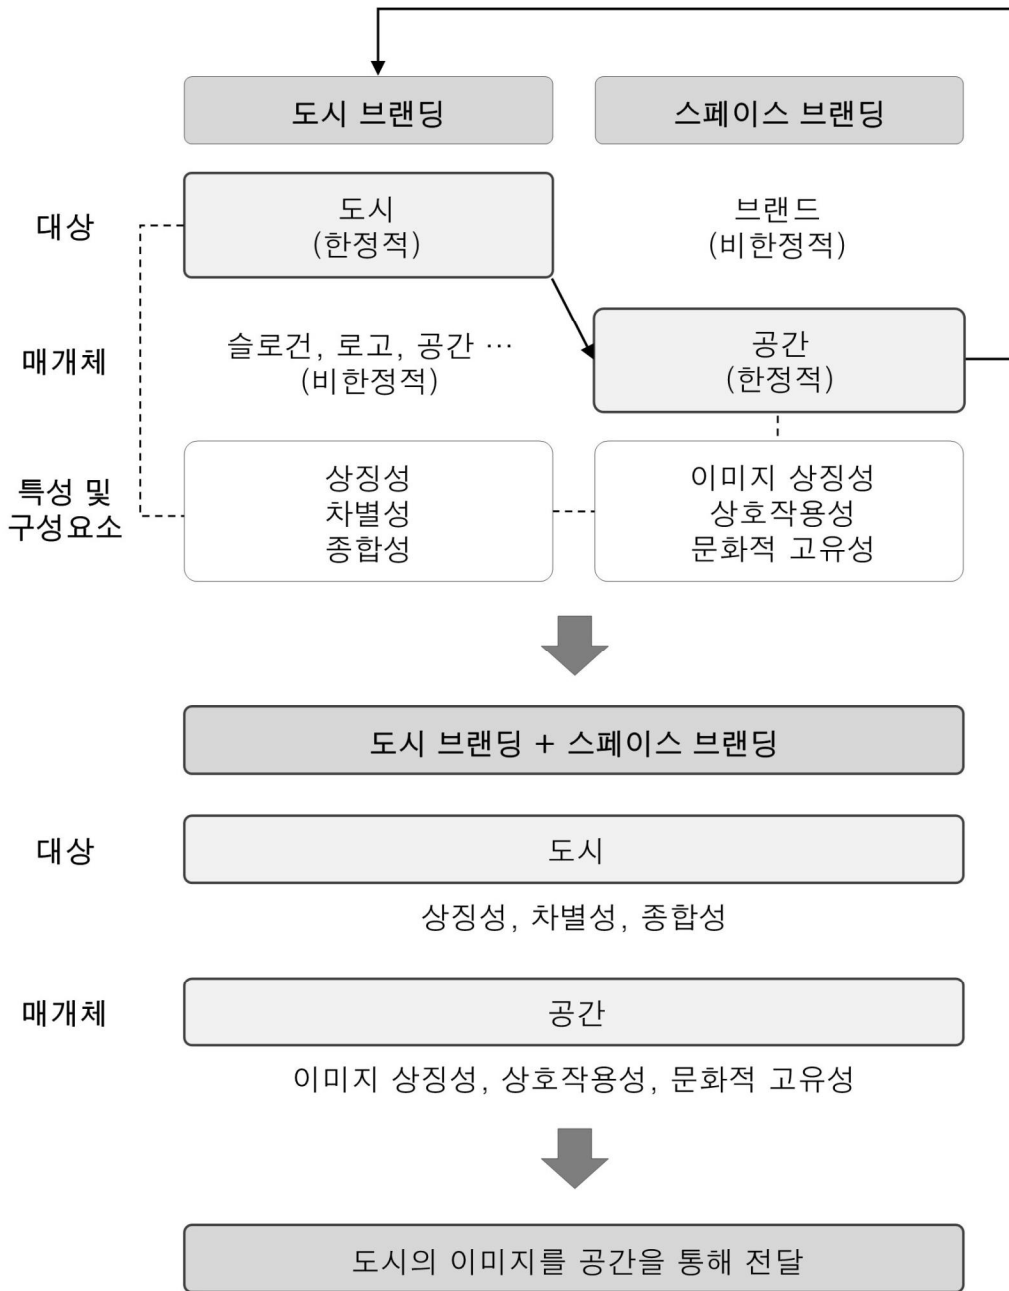 도시 브랜딩
스페이스 브랜딩
대상
도시
(한정적)
브랜드
(비한정적)
매개체
슬로건, 로고, 공간 …
(비한정적)
공간
(한정적)
특성 및
구성요소
상징성
차별성
종합성
이미지 상징성
상호작용성
문화적 고유성
도시 브랜딩 + 스페이스 브랜딩
대상
도시
상징성, 차별성, 종합성
매개체
공간
이미지 상징성, 상호작용성, 문화적 고유성
도시의 이미지를 공간을 통해 전달